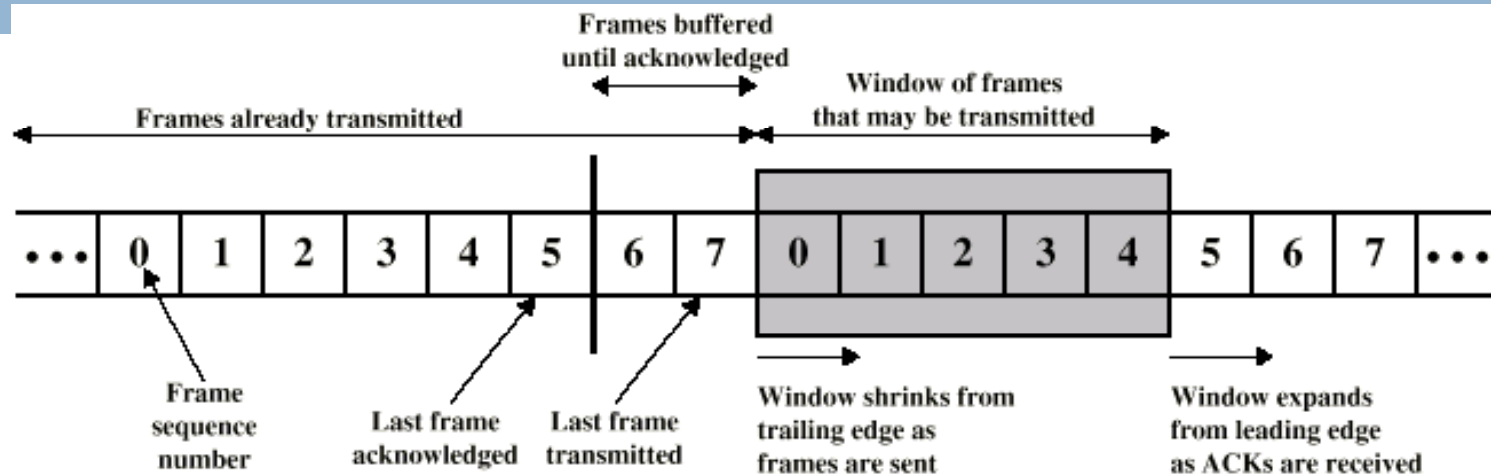 Frames buffered
until acknowledged
Window of frames
that may be transmitted
Frames already transmitted
••• 0 1 2 3 4 5 6 7 0 1 2 3 4 5 6 7 •••
Frame
sequence
number
Last frame
acknowledged
Last frame
transmitted
Window shrinks from
trailing edge as
frames are sent
Window expands
from leading edge
as ACKs are received